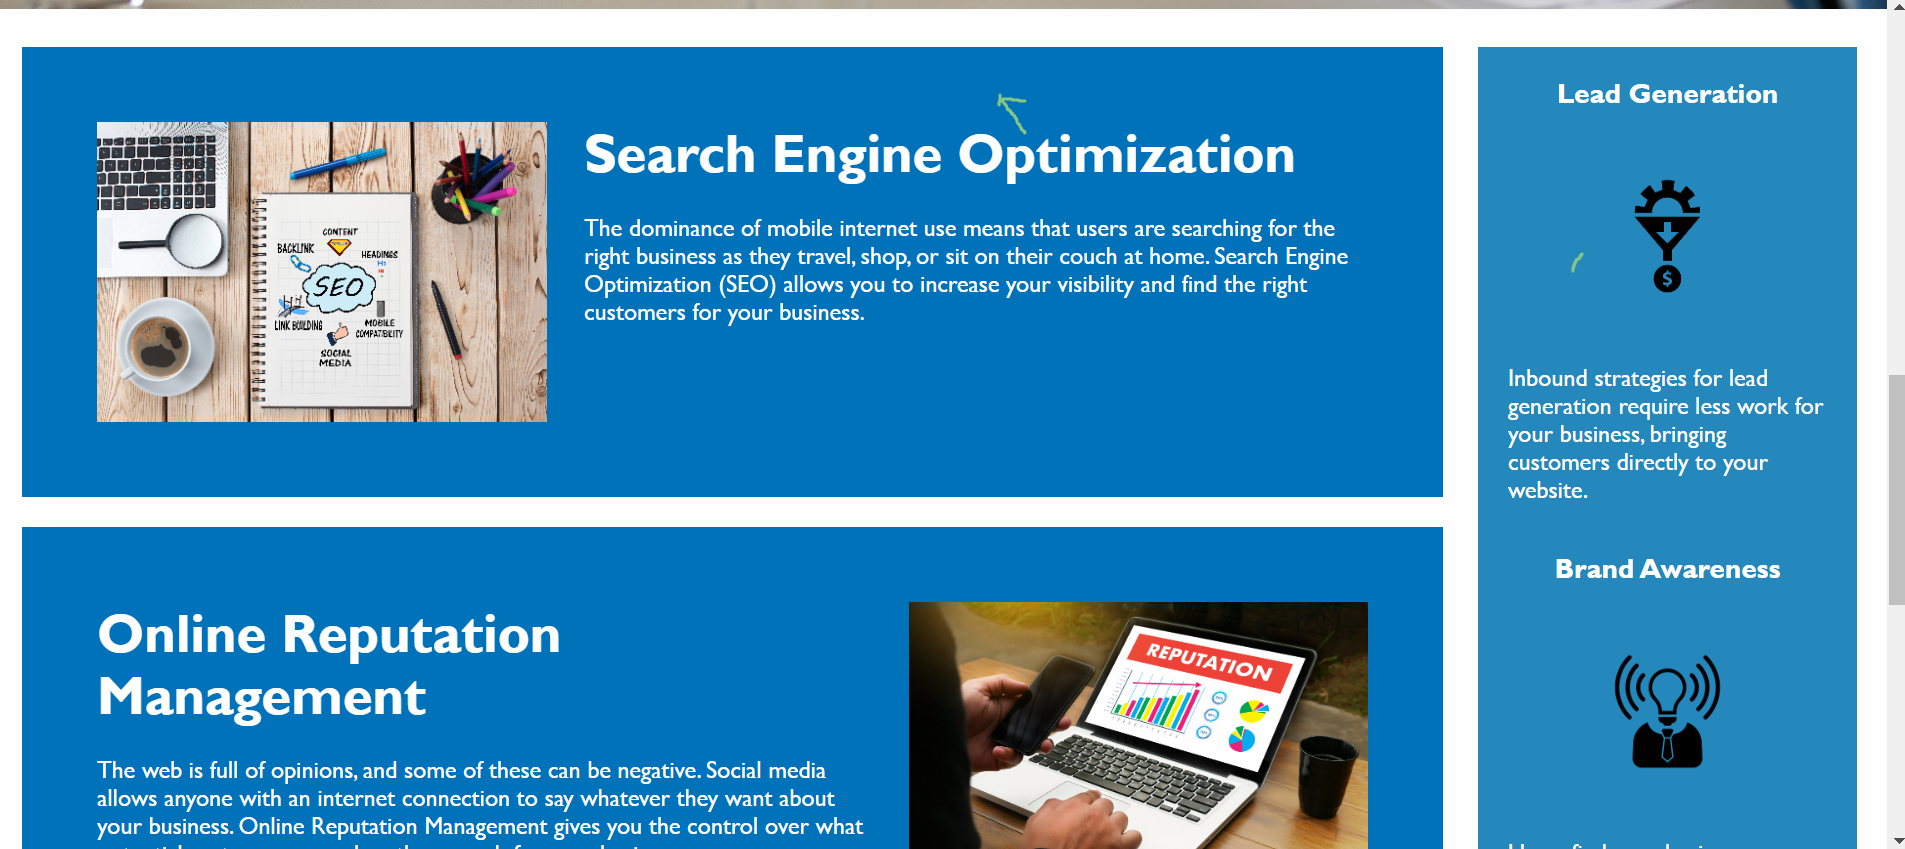 Search Engine Optimization
The dominance of mobile internet use means that users are searching for the
right business as they travel, shop, or sit on their couch at home. Search Engine
Optimization (SEO) allows you to increase your visibility and find the right
customers for your business.
CONTENT
BACKLINK
HEADINGS
H1
SEO
LINK BUILDING
MOBILE
COMPATIBILITY
SOCIAL
MEDIA
Online Reputation
Management
The web is full of opinions, and some of these can be negative. Social media
allows anyone with an internet connection to say whatever they want about
your business. Online Reputation Management gives you the control over what
REPUTATION
Lead Generation
$
Inbound strategies for lead
generation require less work for
your business, bringing
customers directly to your
website.
Brand Awareness